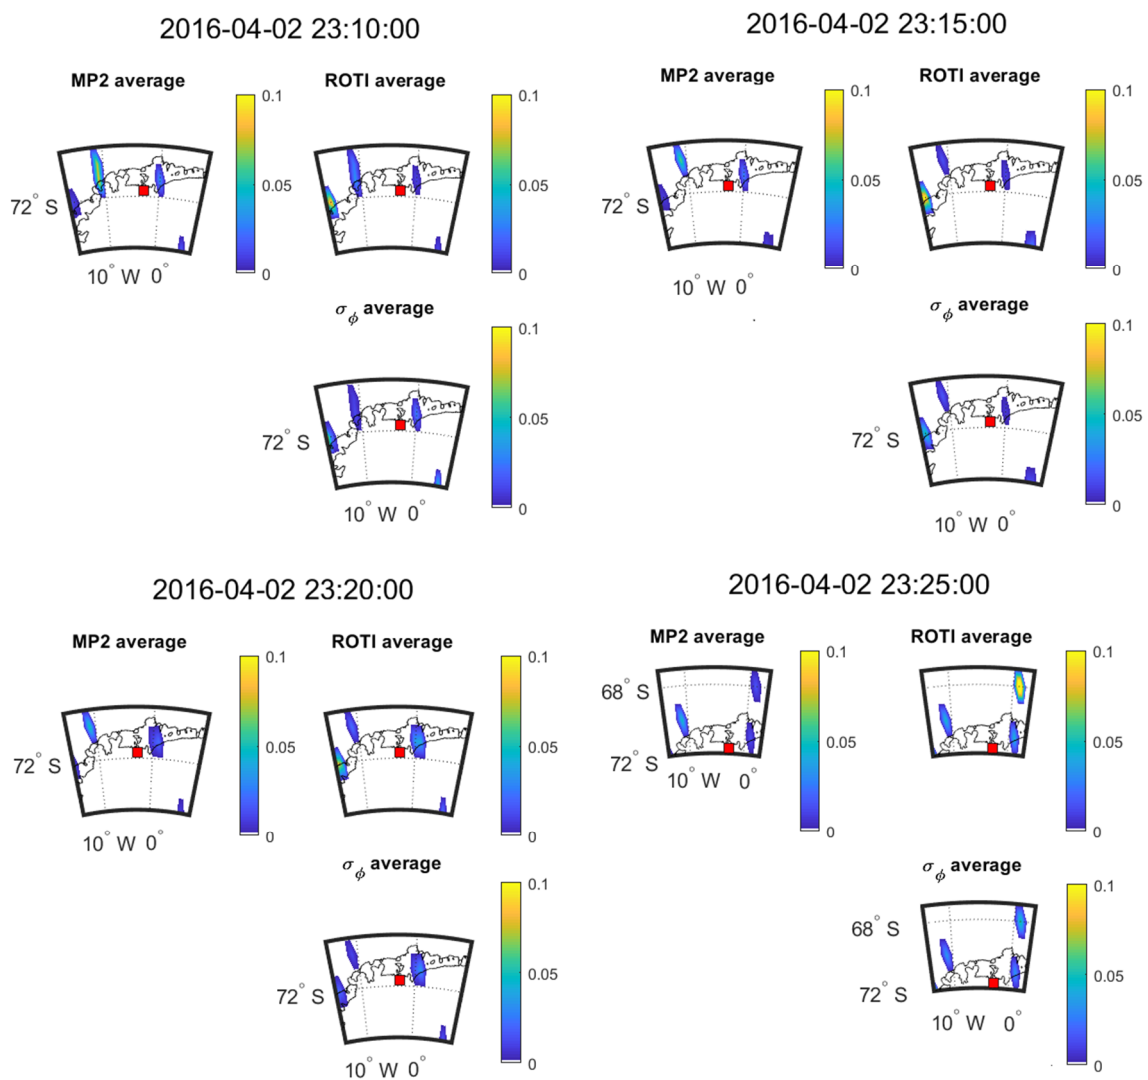 2016-04-02 23:10:00
MP2 average
ROTI average
0.1
0.05
0
0.1
0.05
0
72° S
10° W 0°
σϕ average
0.1
0.05
0
72° S
10° W 0°
2016-04-02 23:15:00
MP2 average
ROTI average
0.1
0.05
0
0.1
0.05
0
72° S
10° W 0°
σϕ average
0.1
0.05
0
72° S
10° W 0°
2016-04-02 23:20:00
MP2 average
ROTI average
0.1
0.05
0
0.1
0.05
0
72° S
10° W 0°
σϕ average
0.1
0.05
0
72° S
10° W 0°
2016-04-02 23:25:00
MP2 average
ROTI average
0.1
0.05
0
0.1
0.05
0
68° S
72° S
10° W 0°
σϕ average
0.1
0.05
0
68° S
72° S
10° W 0°